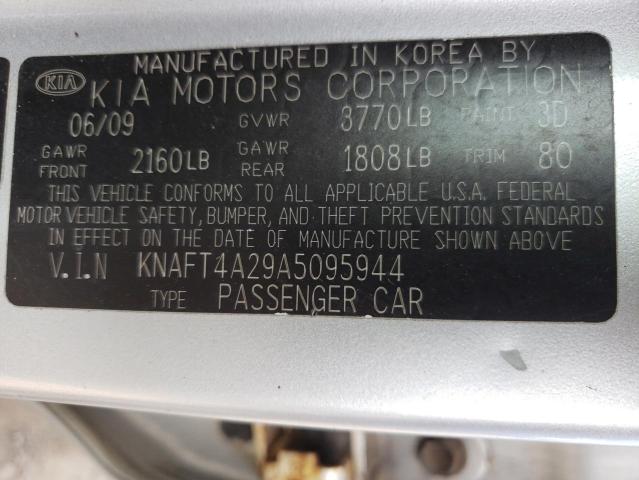 MANUFACTURED IN KOREA BY
KIA KIA MOTORS CORPORATION
06/09 GVWR 3770LB PAINT 3D
GAWR FRONT 2160LB GAWR REAR 1808LB TRIM 80
THIS VEHICLE CONFORMS TO ALL APPLICABLE U.S.A. FEDERAL
MOTOR VEHICLE SAFETY, BUMPER, AND THEFT PREVENTION STANDARDS
IN EFFECT ON THE DATE OF MANUFACTURE SHOWN ABOVE
V.I.N KNAFT4A29A5095944
TYPE PASSENGER CAR